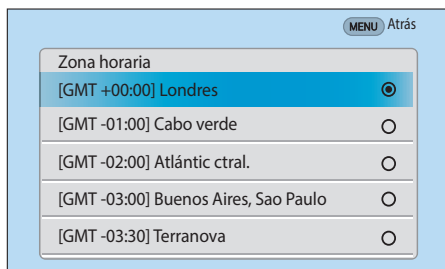 MENU Atrás
Zona horaria
[GMT +00:00] Londres
[GMT -01:00] Cabo verde
[GMT -02:00] Atlántic ctral.
[GMT -03:00] Buenos Aires, Sao Paulo
[GMT -03:30] Terranova